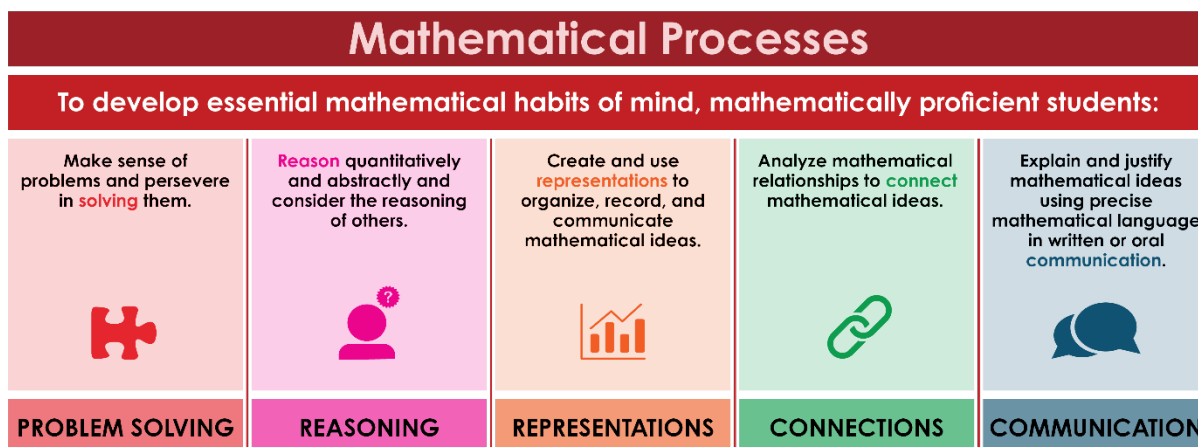 Mathematical Processes
To develop essential mathematical habits of mind, mathematically proficient students:
Make sense of
problems and persevere
in solving them.
PROBLEM SOLVING
Reason quantitatively
and abstractly and
consider the reasoning
of others.
?
REASONING
Create and use
representations to
organize, record, and
communicate
mathematical ideas.
REPRESENTATIONS
Analyze mathematical
relationships to connect
mathematical ideas.
CONNECTIONS
Explain and justify
mathematical ideas
using precise
mathematical language
in written or oral
communication.
COMMUNICATION